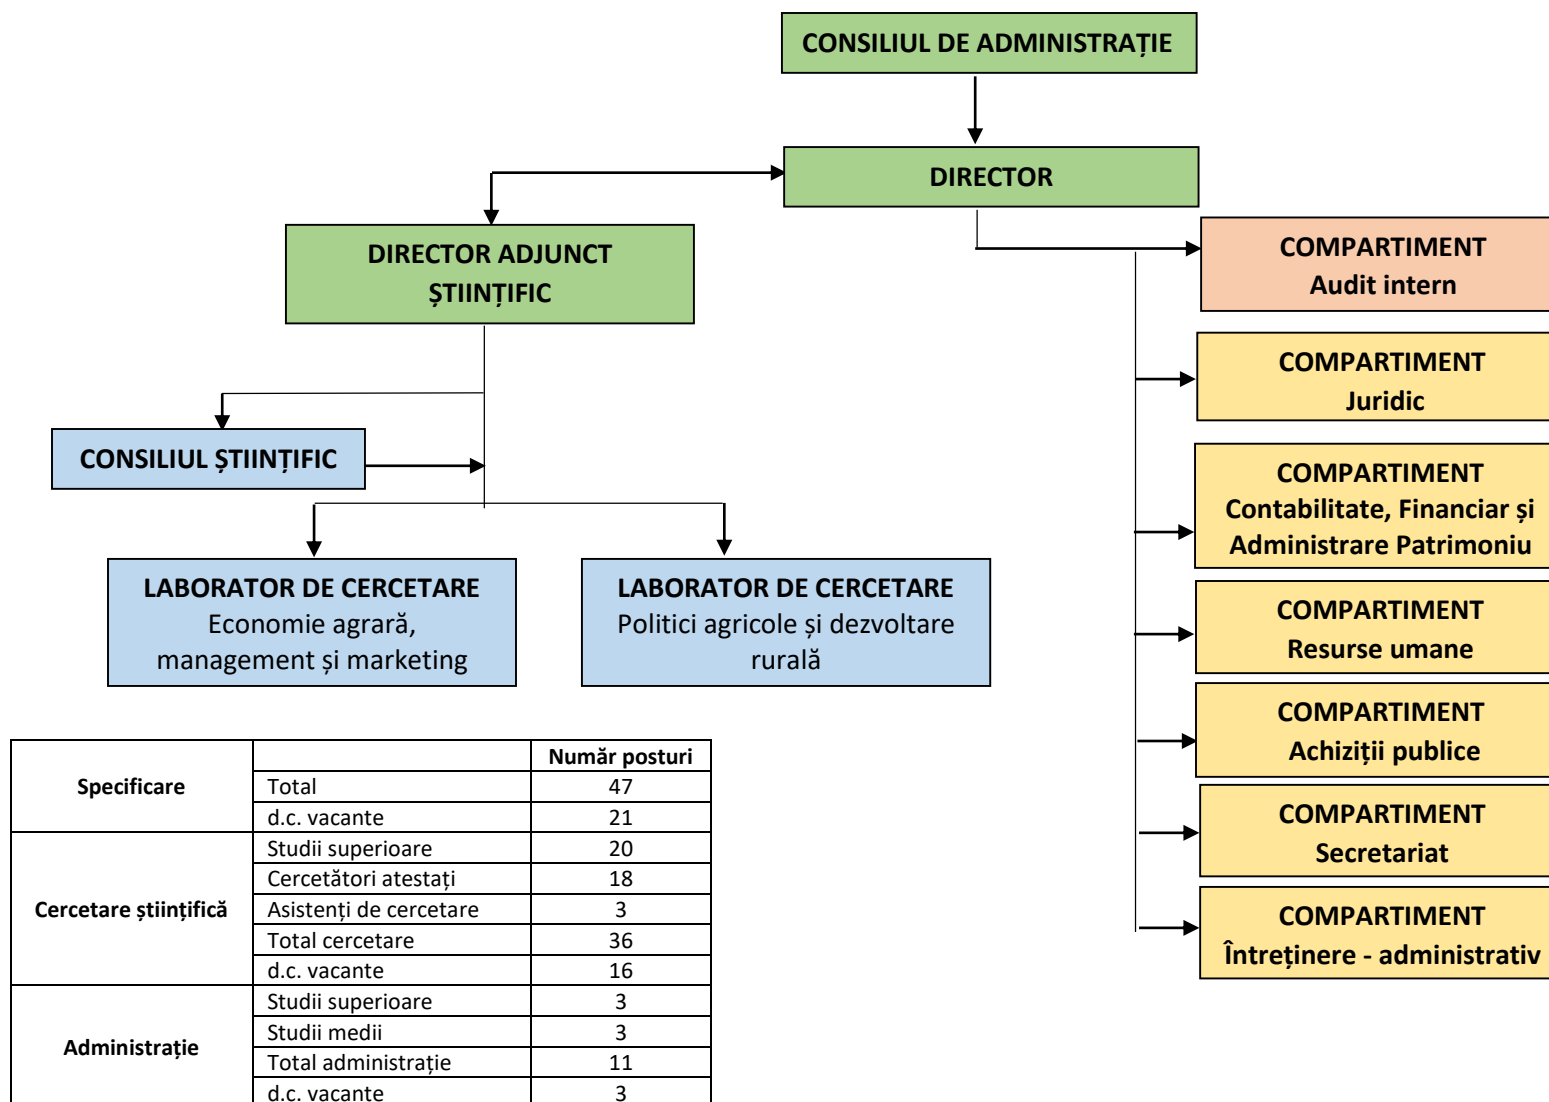 CONSILIUL DE ADMINISTRAȚIE
DIRECTOR
DIRECTOR ADJUNCT
ȘTIINȚIFIC
COMPARTIMENT
Audit intern
COMPARTIMENT
Juridic
CONSILIUL ȘTIINȚIFIC
COMPARTIMENT
Contabilitate, Financiar și
Administrare Patrimoniu
LABORATOR DE CERCETARE
Economie agrară,
management și marketing
LABORATOR DE CERCETARE
Politici agricole și dezvoltare
rurală
COMPARTIMENT
Resurse umane
COMPARTIMENT
Achiziții publice
COMPARTIMENT
Secretariat
COMPARTIMENT
Întreținere - administrativ
Specificare
Număr posturi
Total 47
d.c. vacante 21
Cercetare științifică
Studii superioare 20
Cercetători atestați 18
Asistenți de cercetare 3
Total cercetare 36
d.c. vacante 16
Administrație
Studii superioare 3
Studii medii 3
Total administrație 11
d.c. vacante 3